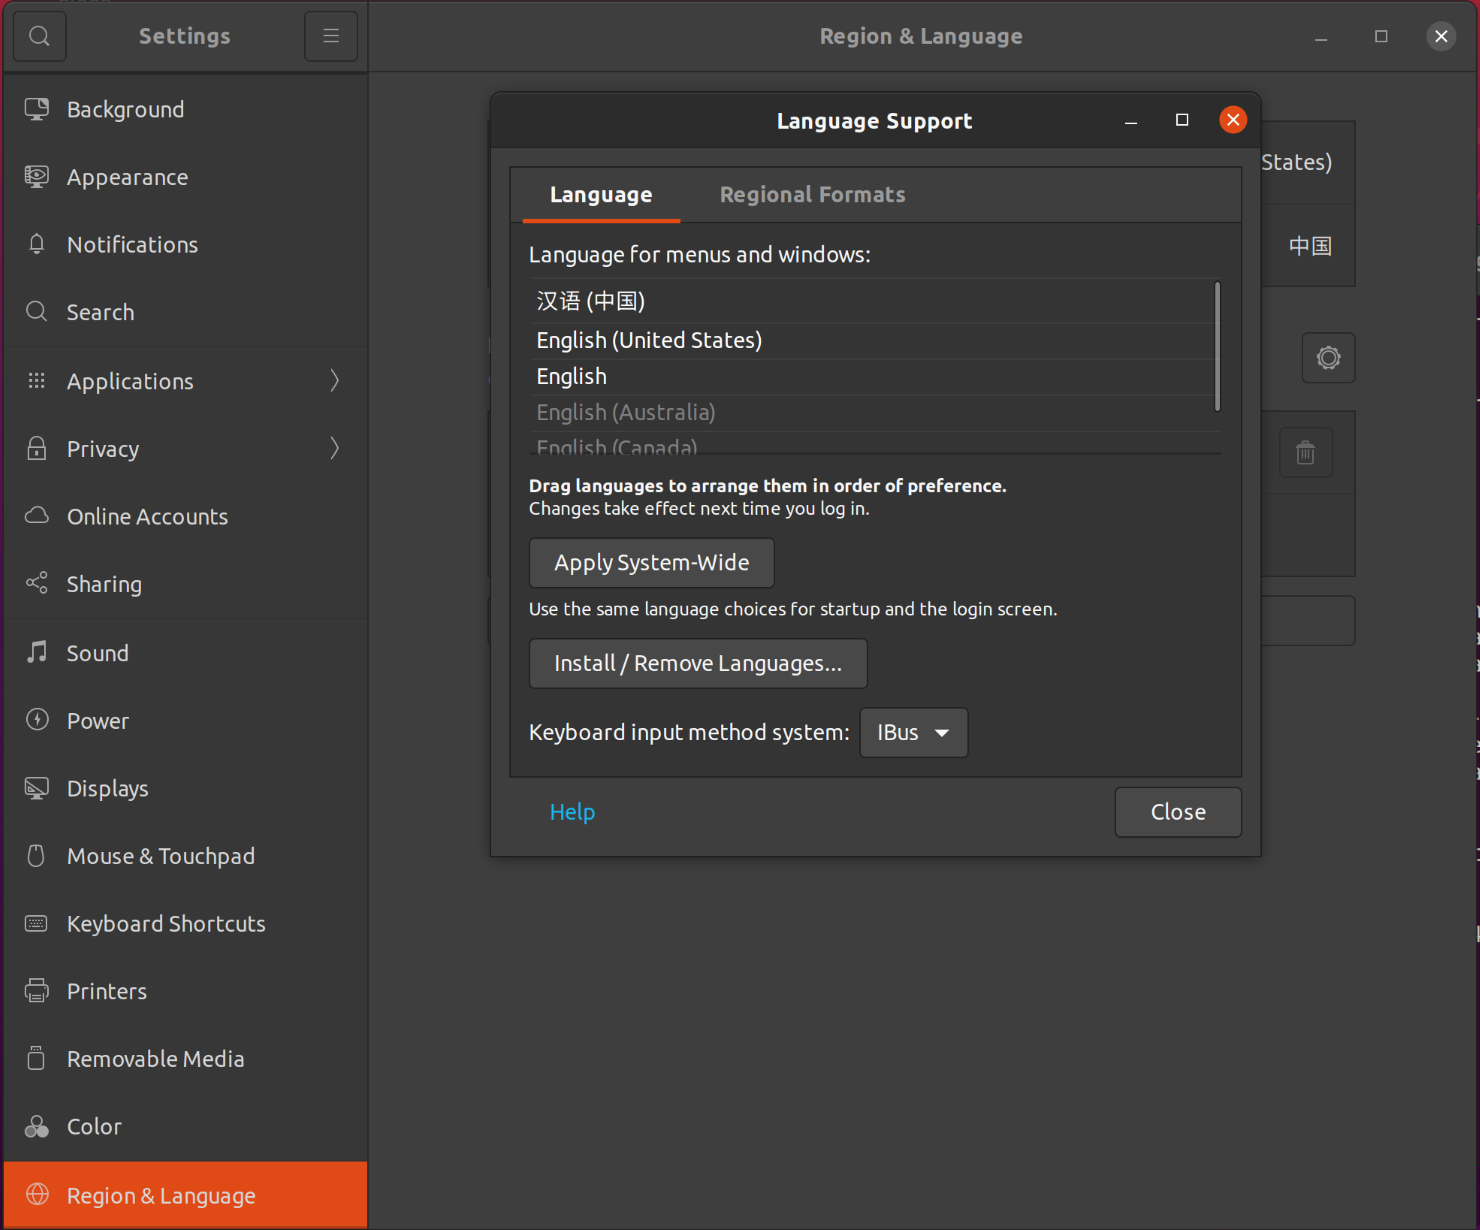 Settings
Region & Language
Background
Appearance
Notifications
Search
Applications
Privacy
Online Accounts
Sharing
Sound
Power
Displays
Mouse & Touchpad
Keyboard Shortcuts
Printers
Removable Media
Color
Region & Language
States)
中国
Language Support
Language
Regional Formats
Language for menus and windows:
汉语 (中国)
English (United States)
English
English (Australia)
English (Canada)
Drag languages to arrange them in order of preference.
Changes take effect next time you log in.
Apply System-Wide
Use the same language choices for startup and the login screen.
Install / Remove Languages...
Keyboard input method system:
IBus
Help
Close